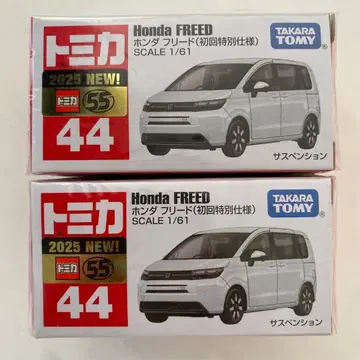 トミカ
2025 NEW!
トミカ 55
44
Honda FREED
ホンダ フリード(初回特別仕様)
SCALE 1/61
TAKARA
TOMY
サスペンション
トミカ
2025 NEW!
トミカ 55
44
Honda FREED
ホンダ フリード(初回特別仕様)
SCALE 1/61
TAKARA
TOMY
サスペンション